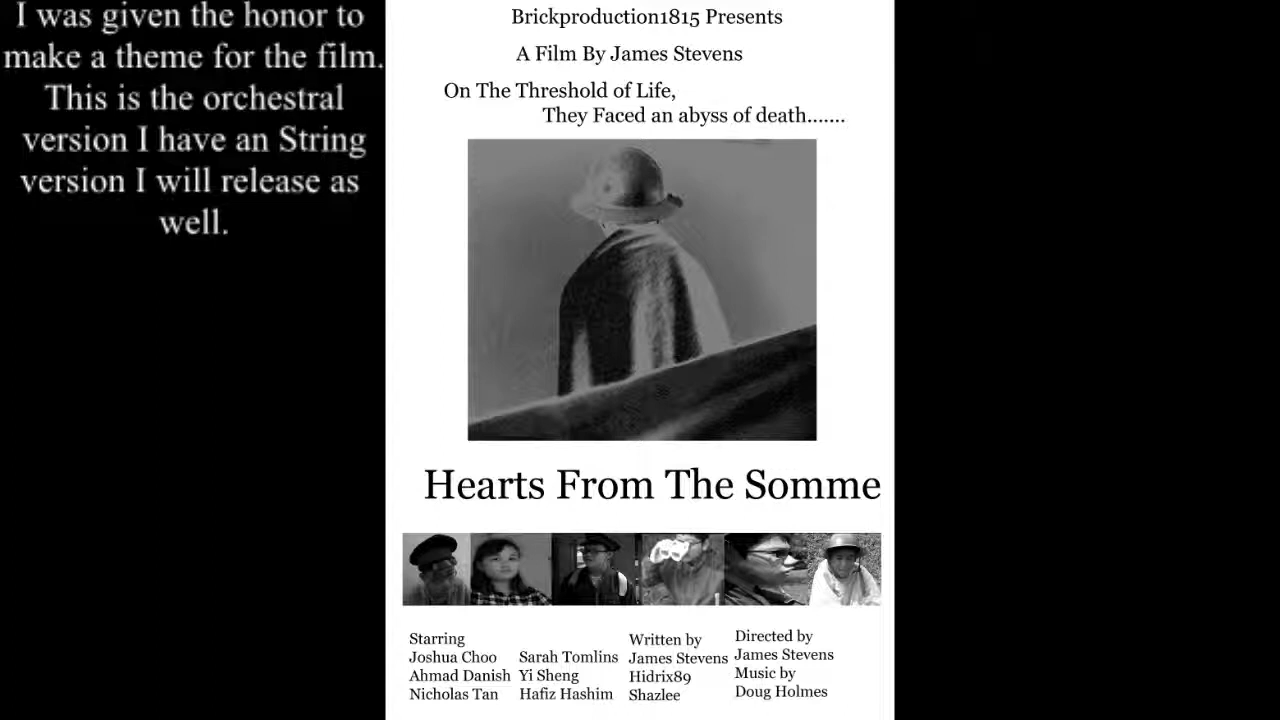 I was given the honor to
make a theme for the film.
This is the orchestral
version I have an String
version I will release as
well.
Brickproduction1815 Presents
A Film By James Stevens
On The Threshold of Life,
They Faced an abyss of death.......
Hearts From The Somme
Starring
Joshua Choo
Ahmad Danish
Nicholas Tan
Sarah Tomlins
Yi Sheng
Hafiz Hashim
Written by
James Stevens
Hidrix89
Shazlee
Directed by
James Stevens
Music by
Doug Holmes